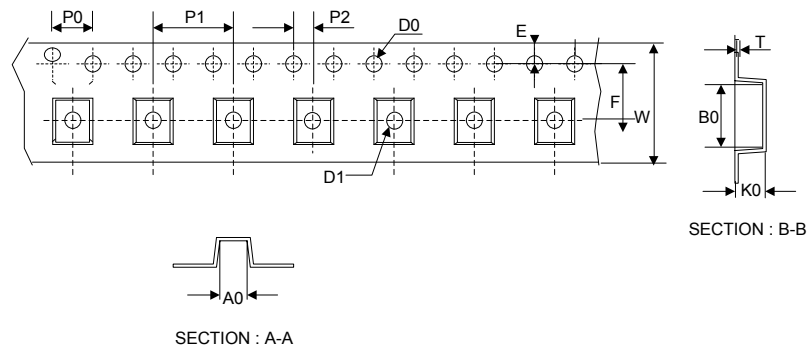 P0 P1 P2 D0 E T
F W B0
D1
K0
SECTION : B-B
A0
SECTION : A-A